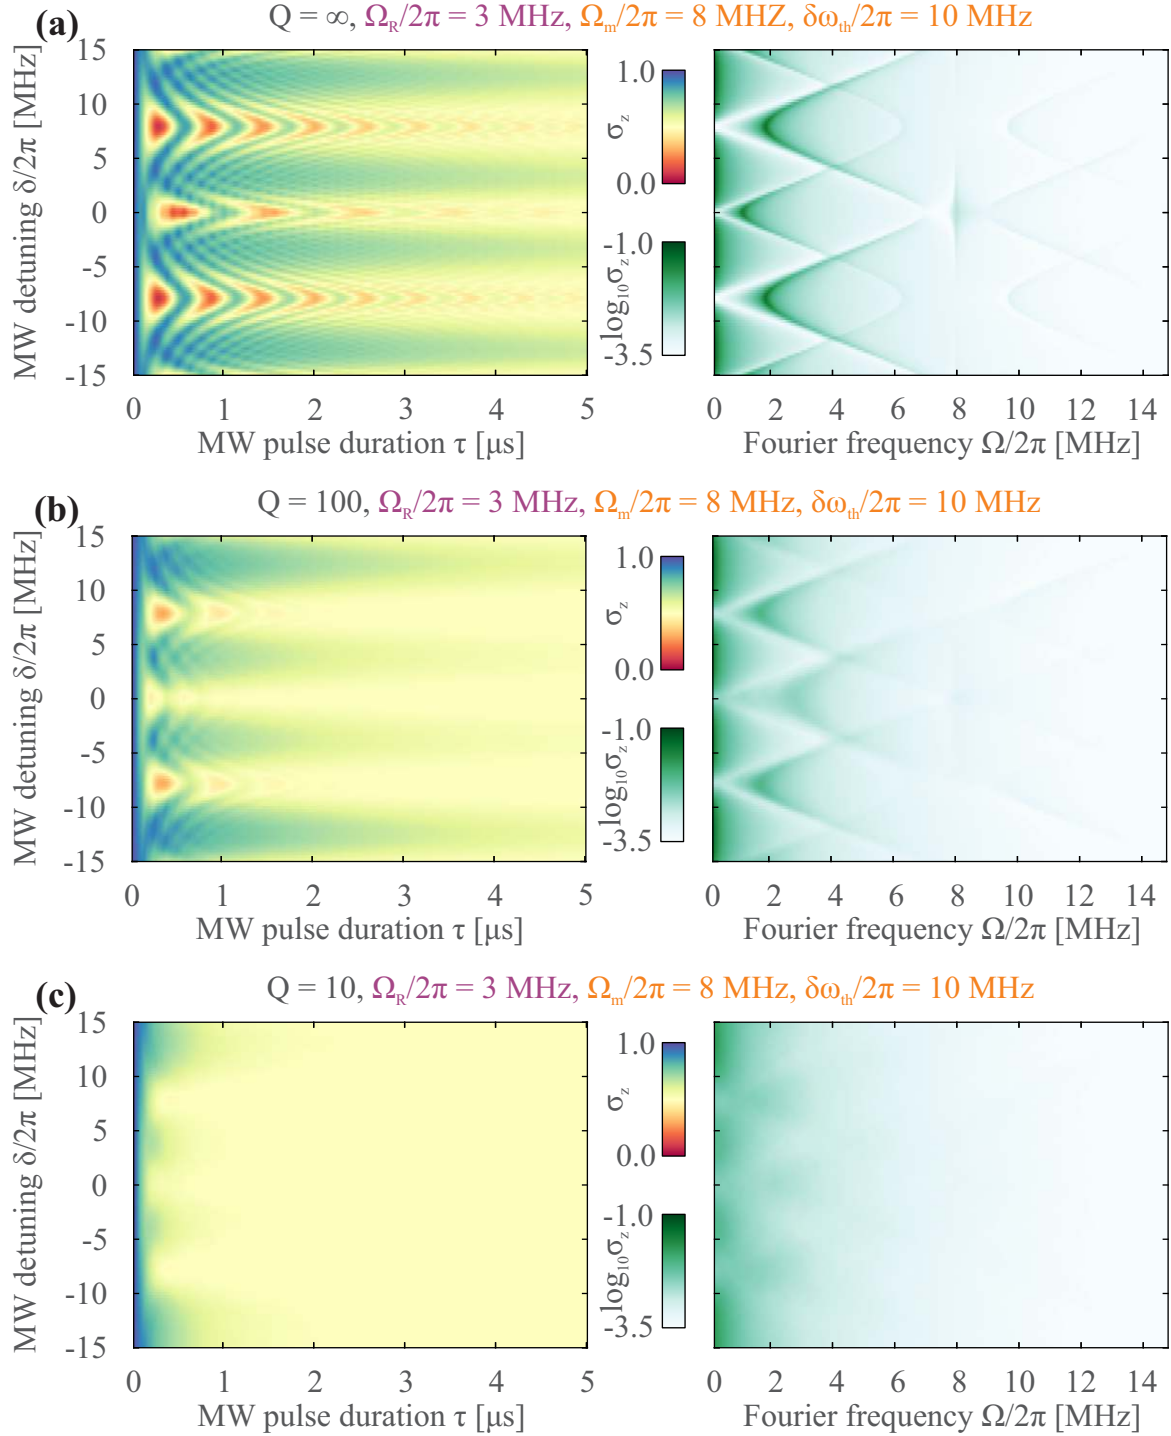 (a) Q = ∞, Ω_R/2π = 3 MHz, Ω_m/2π = 8 MHZ, δω_th/2π = 10 MHz
MW detuning δ/2π [MHz]
15
10
5
0
-5
-10
-15
0 1 2 3 4 5
MW pulse duration τ [μs]
1.0
σ_z
0.0
-1.0
log₁₀σ_z
-3.5
0 2 4 6 8 10 12 14
Fourier frequency Ω/2π [MHz]
(b) Q = 100, Ω_R/2π = 3 MHz, Ω_m/2π = 8 MHz, δω_th/2π = 10 MHz
MW detuning δ/2π [MHz]
15
10
5
0
-5
-10
-15
0 1 2 3 4 5
MW pulse duration τ [μs]
1.0
σ_z
0.0
-1.0
log₁₀σ_z
-3.5
0 2 4 6 8 10 12 14
Fourier frequency Ω/2π [MHz]
(c) Q = 10, Ω_R/2π = 3 MHz, Ω_m/2π = 8 MHz, δω_th/2π = 10 MHz
MW detuning δ/2π [MHz]
15
10
5
0
-5
-10
-15
0 1 2 3 4 5
MW pulse duration τ [μs]
1.0
σ_z
0.0
-1.0
log₁₀σ_z
-3.5
0 2 4 6 8 10 12 14
Fourier frequency Ω/2π [MHz]